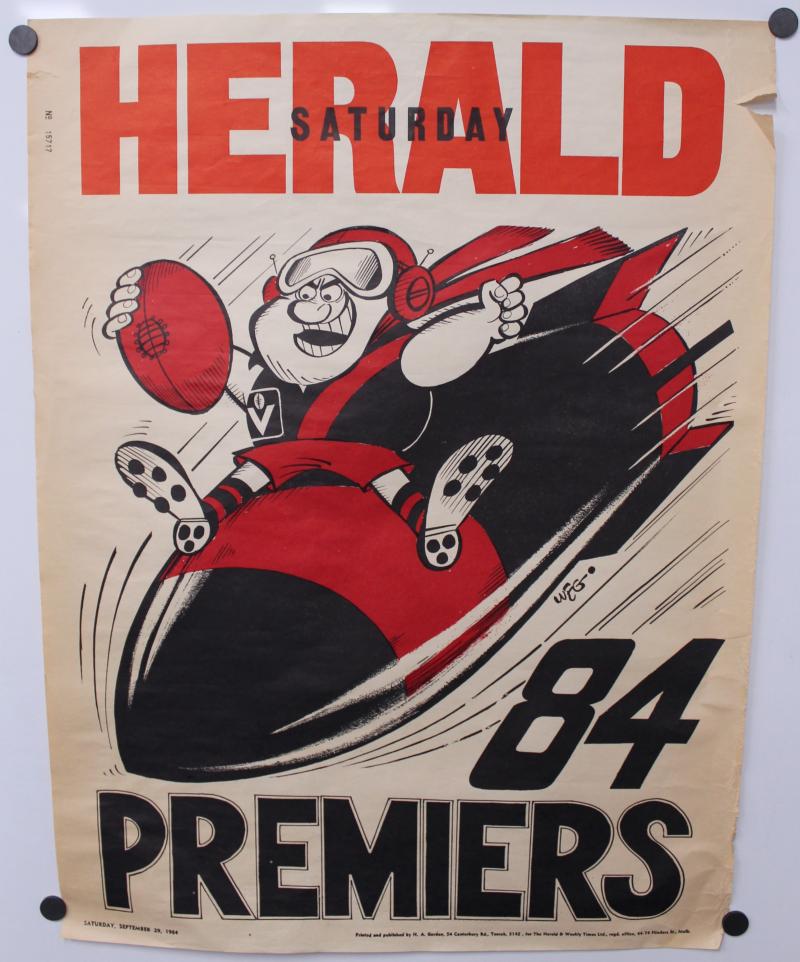 HERALD
SATURDAY
No 15717
V
WEG
84
PREMIERS
SATURDAY, SEPTEMBER 29, 1984
Printed and published by H. A. Gordon, 54 Canterbury Rd., Toorak, 3142, for The Herald & Weekly Times Ltd., regd. office, 44-74 Flinders St., Melb.